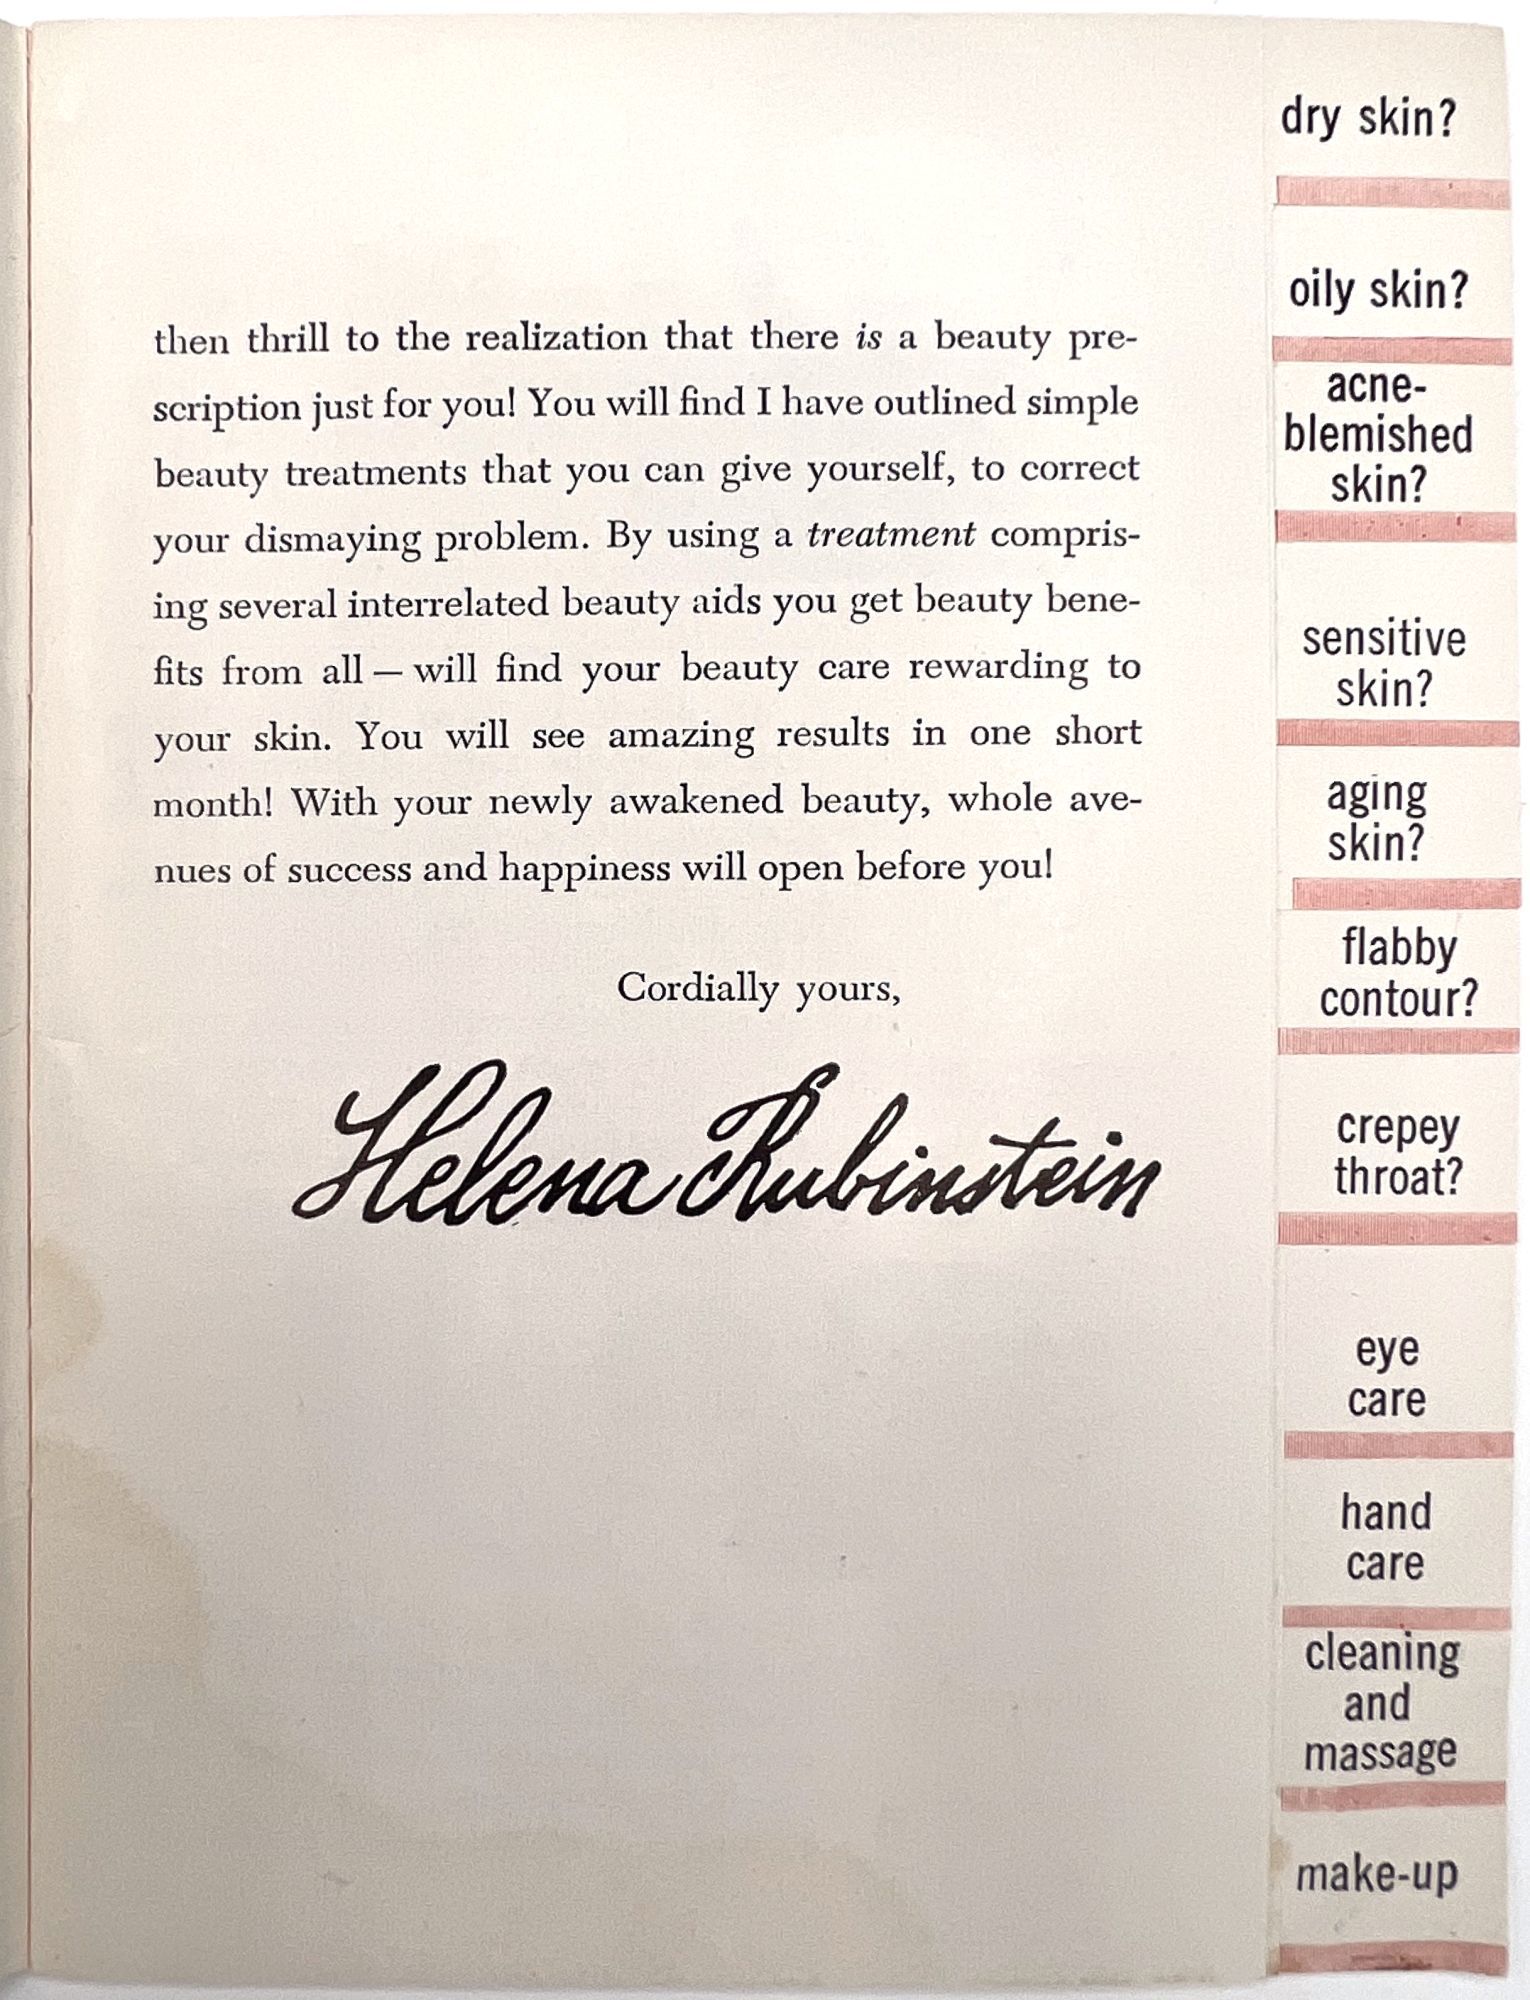 then thrill to the realization that there is a beauty pre-
scription just for you! You will find I have outlined simple
beauty treatments that you can give yourself, to correct
your dismaying problem. By using a treatment compris-
ing several interrelated beauty aids you get beauty bene-
fits from all — will find your beauty care rewarding to
your skin. You will see amazing results in one short
month! With your newly awakened beauty, whole ave-
nues of success and happiness will open before you!
Cordially yours,
Helena Rubinstein
dry skin?
oily skin?
acne-
blemished
skin?
sensitive
skin?
aging
skin?
flabby
contour?
crepey
throat?
eye
care
hand
care
cleaning
and
massage
make-up